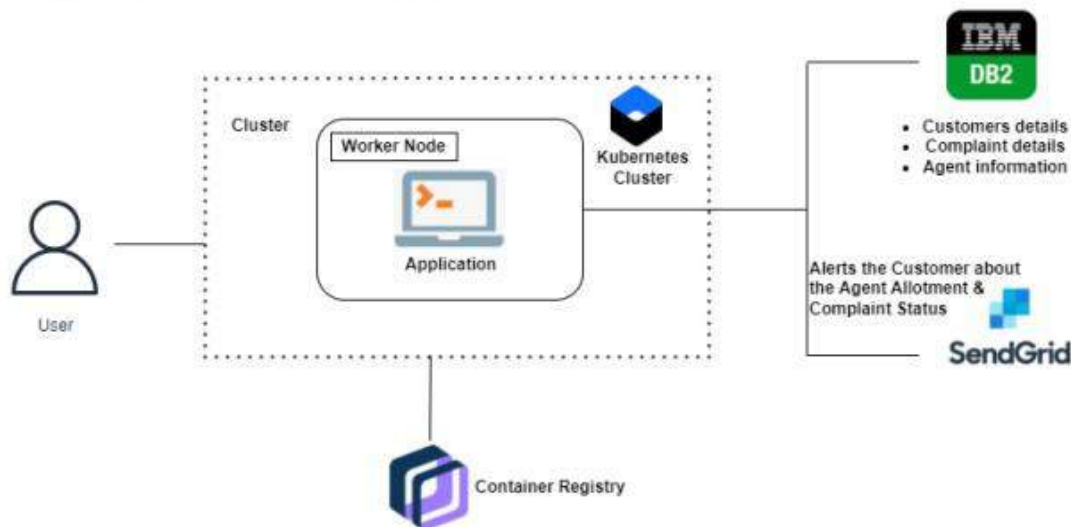 IBM
DB2
• Customers details
• Complaint details
• Agent information
Cluster
Worker Node
Kubernetes
Cluster
Application
User
Alerts the Customer about
the Agent Allotment &
Complaint Status
SendGrid
Container Registry